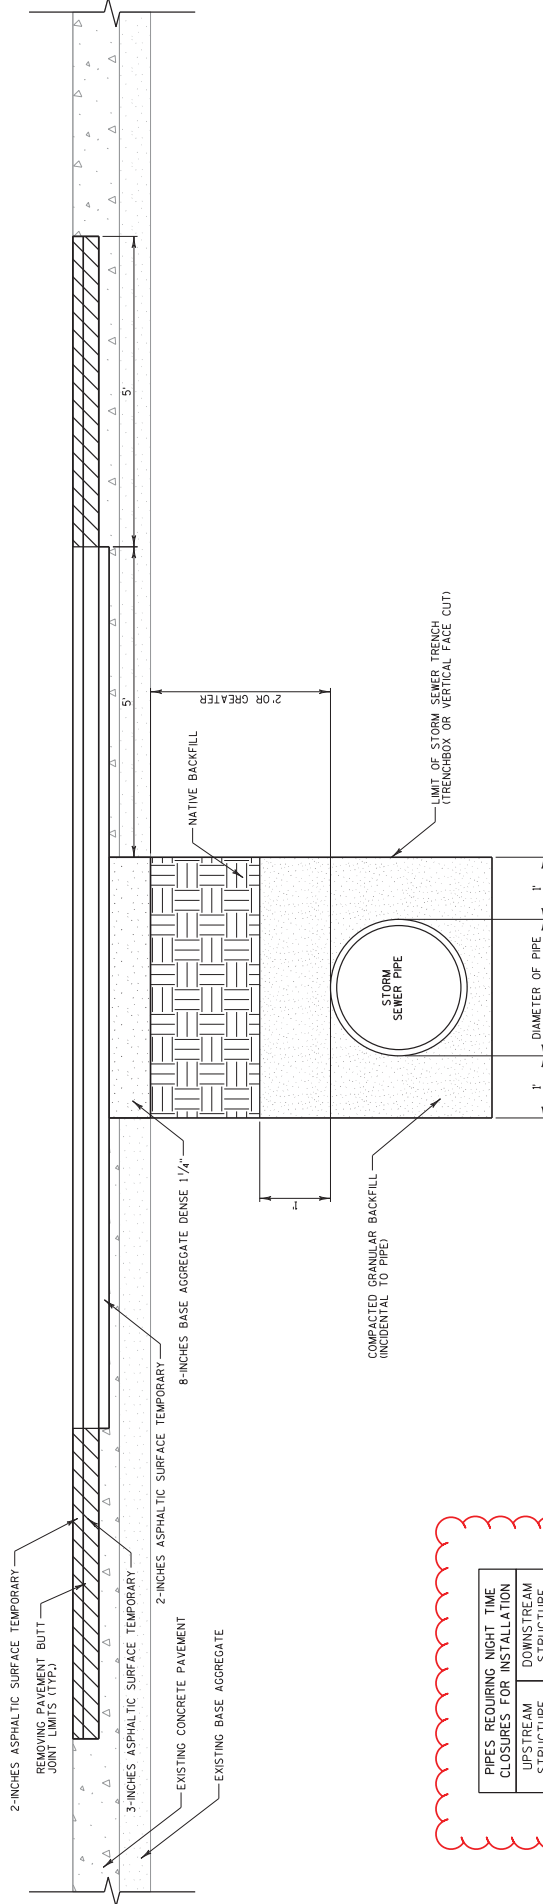 2-INCHES ASPHALTIC SURFACE TEMPORARY
REMOVING PAVEMENT BUTT
JOINT LIMITS (TYP.)
3-INCHES ASPHALTIC SURFACE TEMPORARY
2-INCHES ASPHALTIC SURFACE TEMPORARY
EXISTING CONCRETE PAVEMENT
EXISTING BASE AGGREGATE
8-INCHES BASE AGGREGATE DENSE 1 1/4"
5'
5'
NATIVE BACKFILL
2' OR GREATER
1'
LIMIT OF STORM SEWER TRENCH
(TRENCHBOX OR VERTICAL FACE CUT)
STORM
SEWER PIPE
COMPACTED GRANULAR BACKFILL
(INCIDENTAL TO PIPE)
1'
DIAMETER OF PIPE
1'
PIPES REQUIRING NIGHT TIME
CLOSURES FOR INSTALLATION
UPSTREAM
STRUCTURE
DOWNSTREAM
STRUCTURE